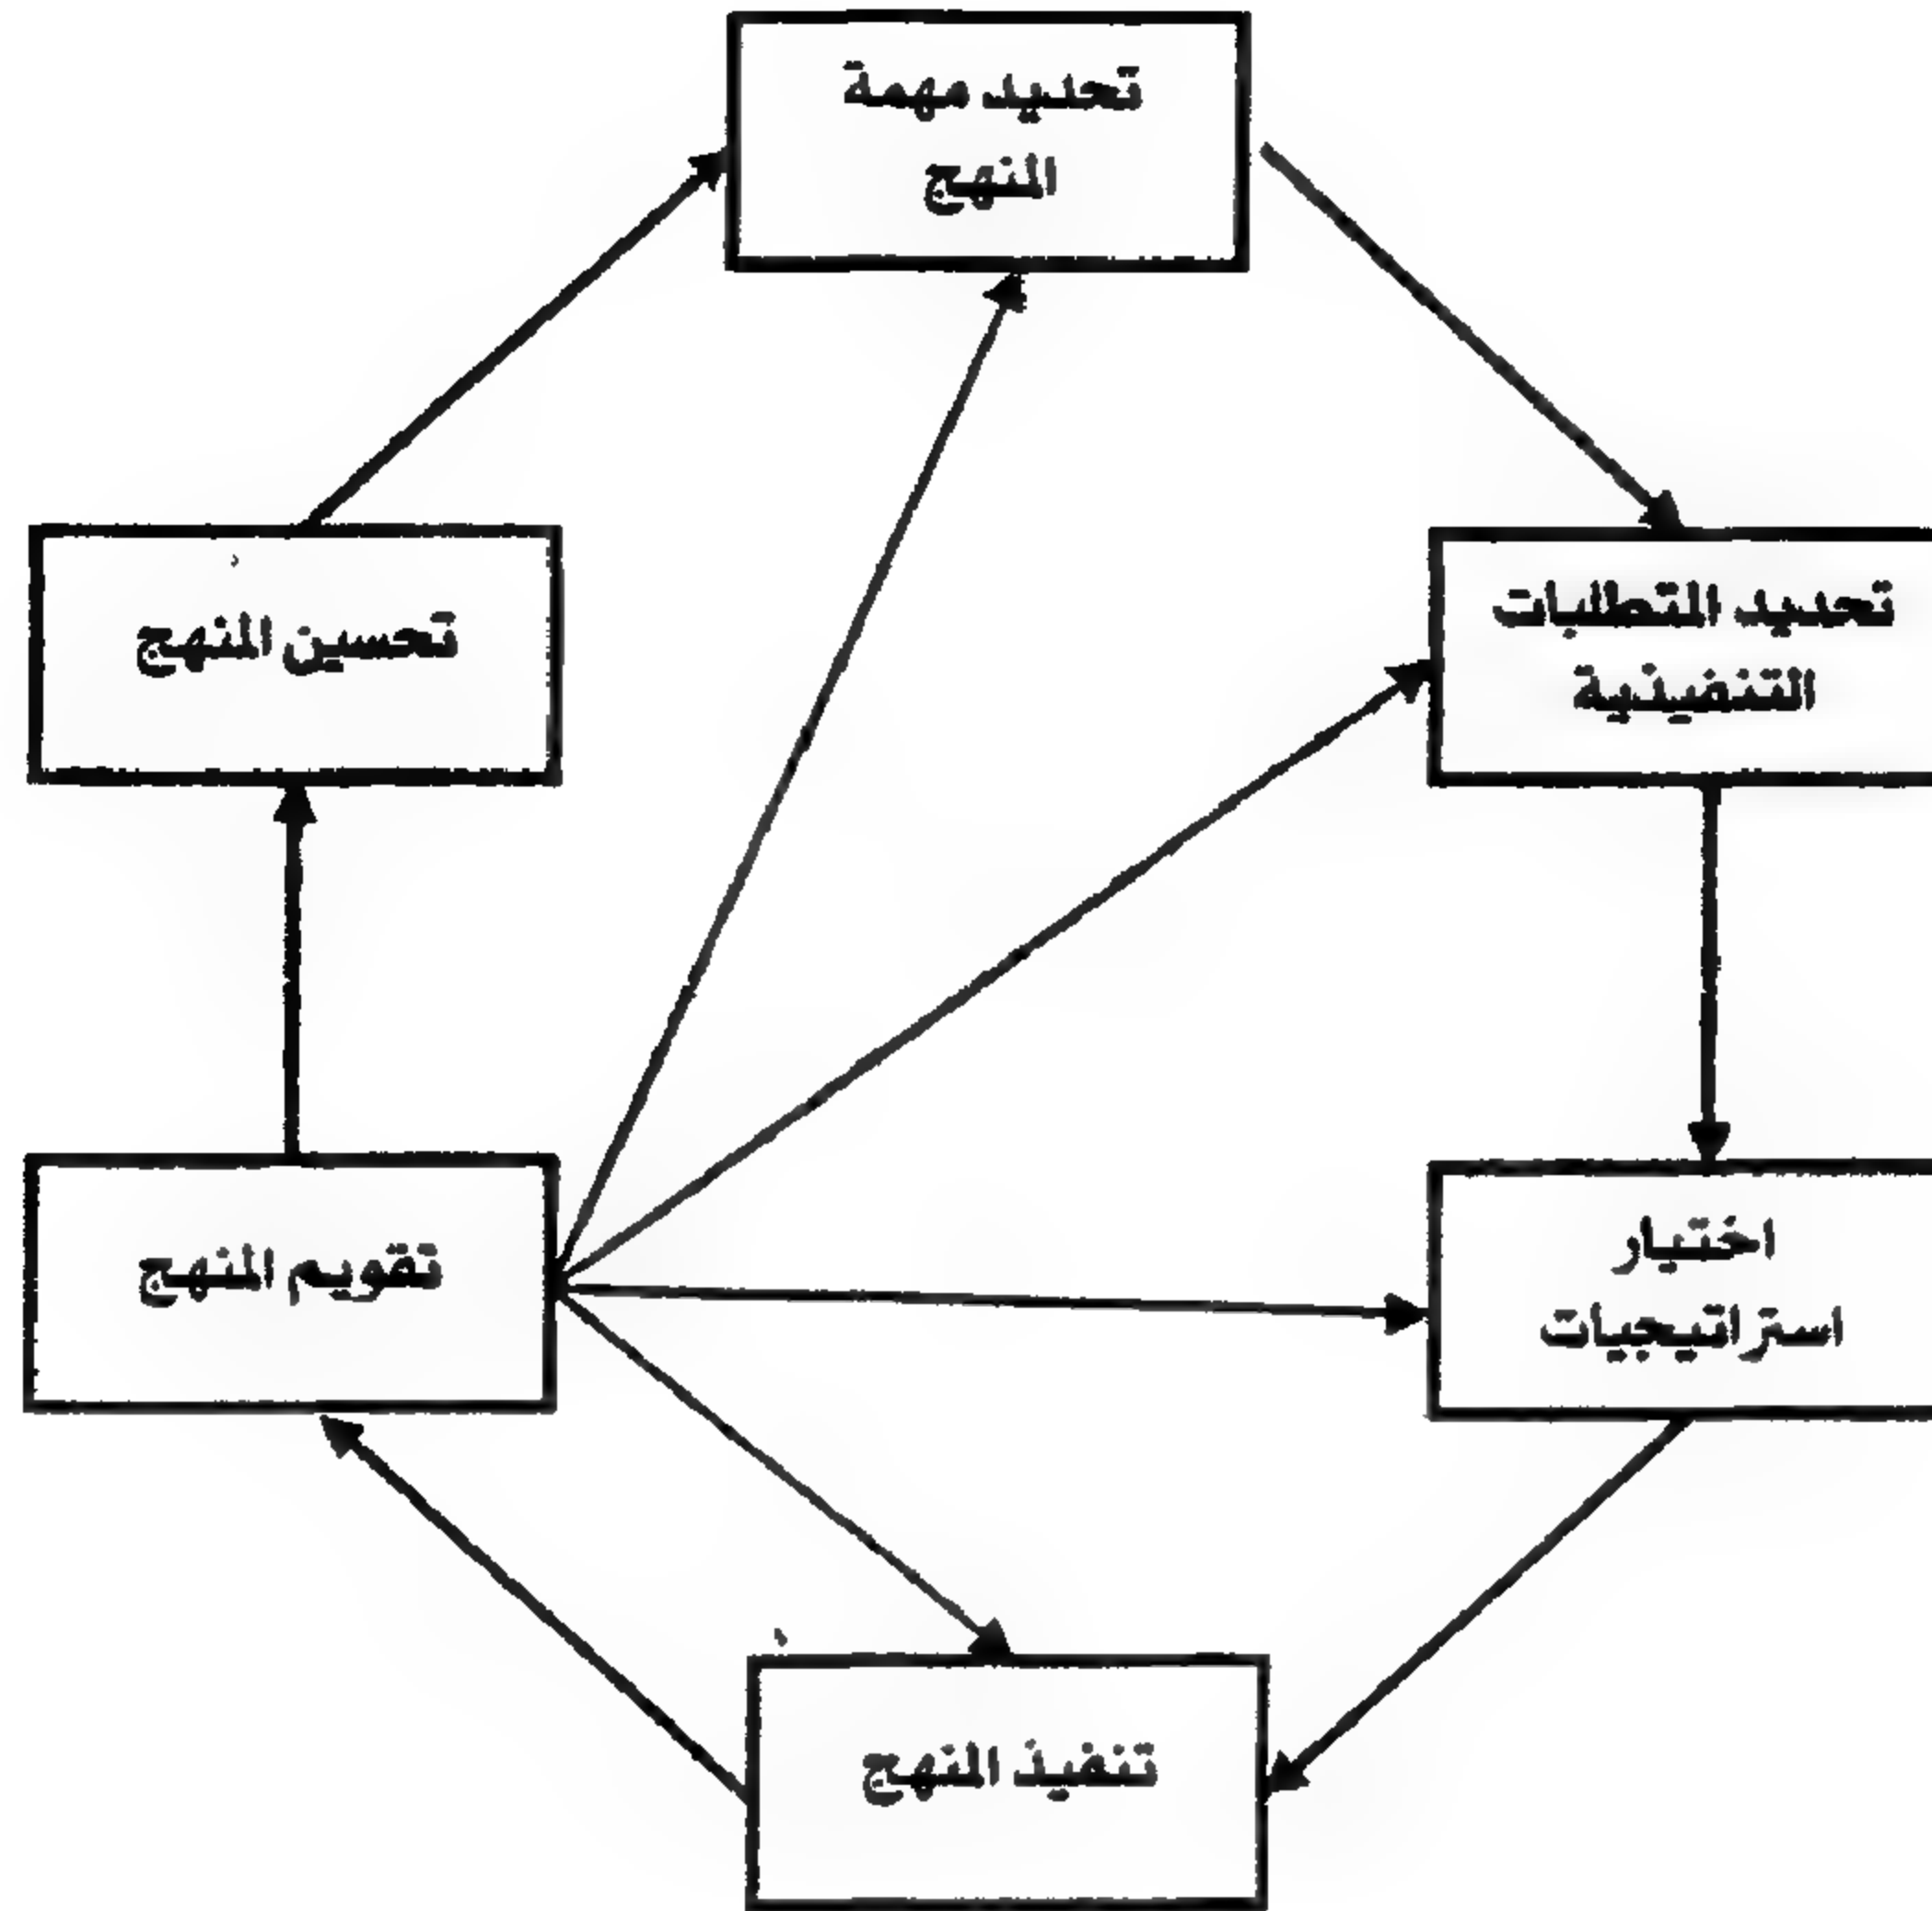 تحديد مهمة
المنهج
تحديد المتطلبات
التنفيذية
اختيار
استراتيجيات
تنفيذ المنهج
تقويم المنهج
تحسين المنهج